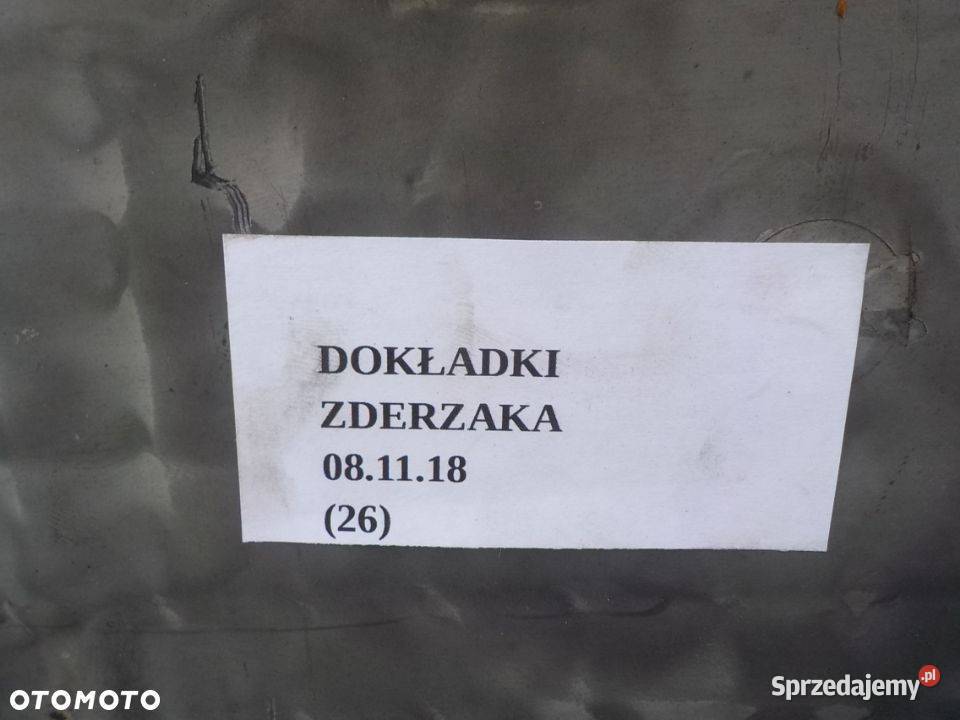 DOKŁADKI
ZDERZAKA
08.11.18
(26)
OTOMOTO
Sprzedajemy.pl